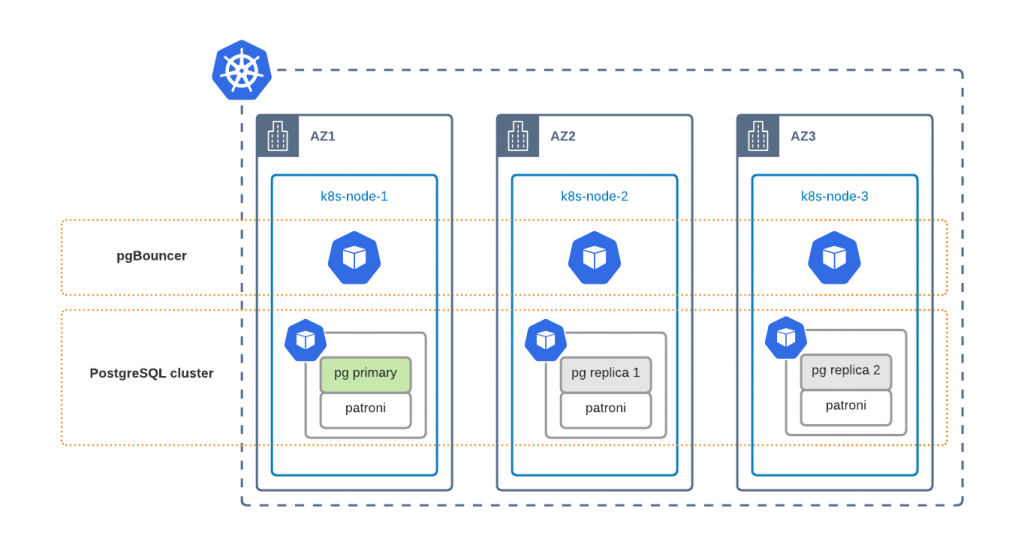 AZ1
AZ2
AZ3
k8s-node-1
k8s-node-2
k8s-node-3
pgBouncer
PostgreSQL cluster
pg primary
patroni
pg replica 1
patroni
pg replica 2
patroni